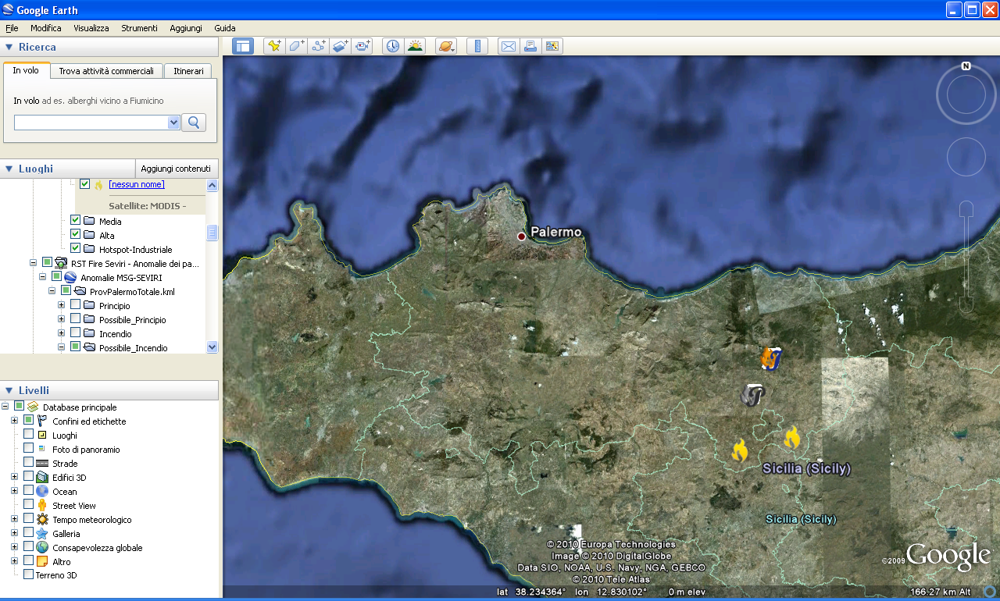 Google Earth
File Modifica Visualizza Strumenti Aggiungi Guida
Ricerca
In volo Trova attività commerciali Itinerari
In volo ad es. alberghi vicino a Fiumicino
Luoghi Aggiungi contenuti
[nessun nome]
Satellite: MODIS -
Media
Alta
Hotspot-Industriale
RST Fire Seviri - Anomalie dei pa...
Anomalie MSG-SEVIRI
ProvPalermoTotale.kml
Principio
Possibile_Principio
Incendio
Possibile_Incendio
Livelli
Database principale
Confini ed etichette
Luoghi
Foto di panoramio
Strade
Edifici 3D
Ocean
Street View
Tempo meteorologico
Galleria
Consapevolezza globale
Altro
Terreno 3D
N
Palermo
Sicilia (Sicily)
Sicilia (Sicily)
© 2010 Europa Technologies
Image © 2010 DigitalGlobe
Data SIO, NOAA, U.S. Navy, NGA, GEBCO
© 2010 Tele Atlas
©2009 Google
lat 38.234364° lon 12.830102° 0 m elev 166.27 km Alt